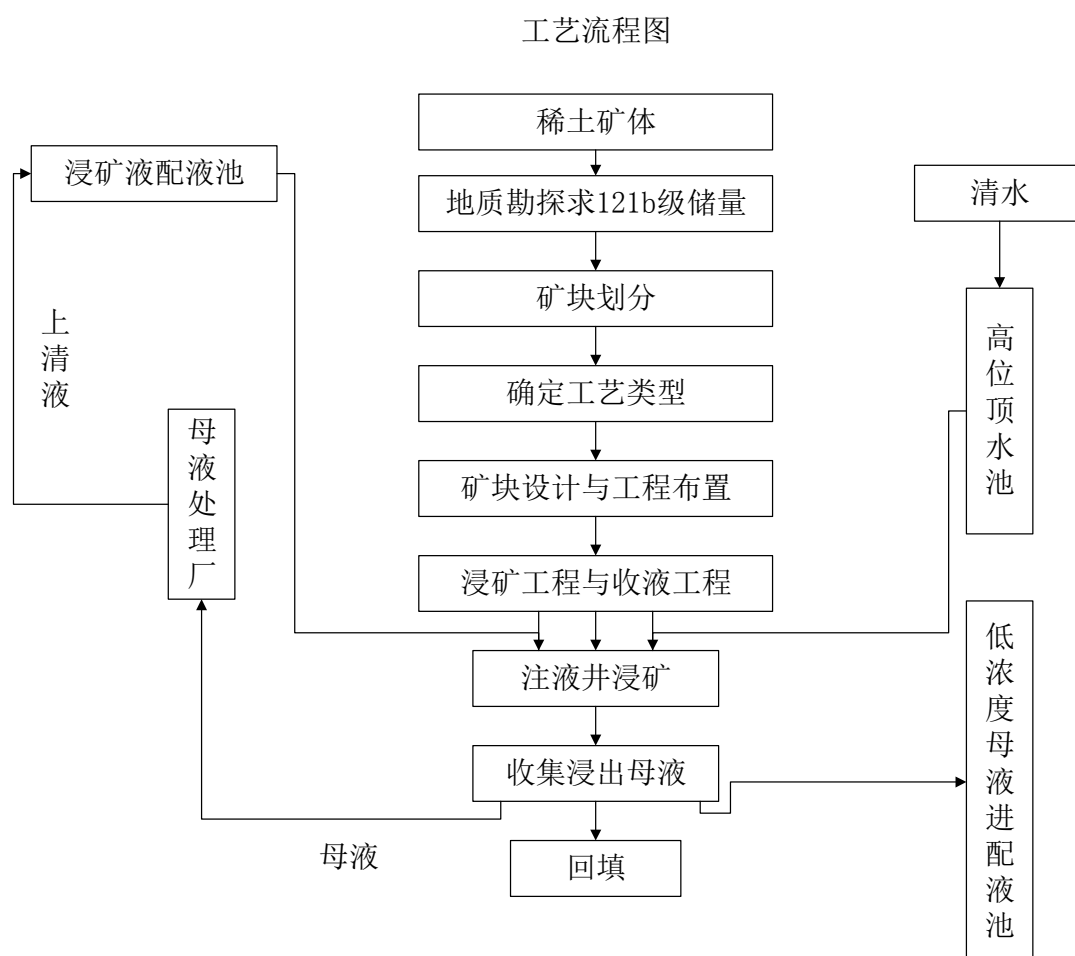 工艺流程图
稀土矿体
浸矿液配液池
地质勘探求121b级储量
清水
矿块划分
上清液
高位顶水池
确定工艺类型
母液处理厂
矿块设计与工程布置
浸矿工程与收液工程
低浓度母液进配液池
注液井浸矿
收集浸出母液
母液
回填